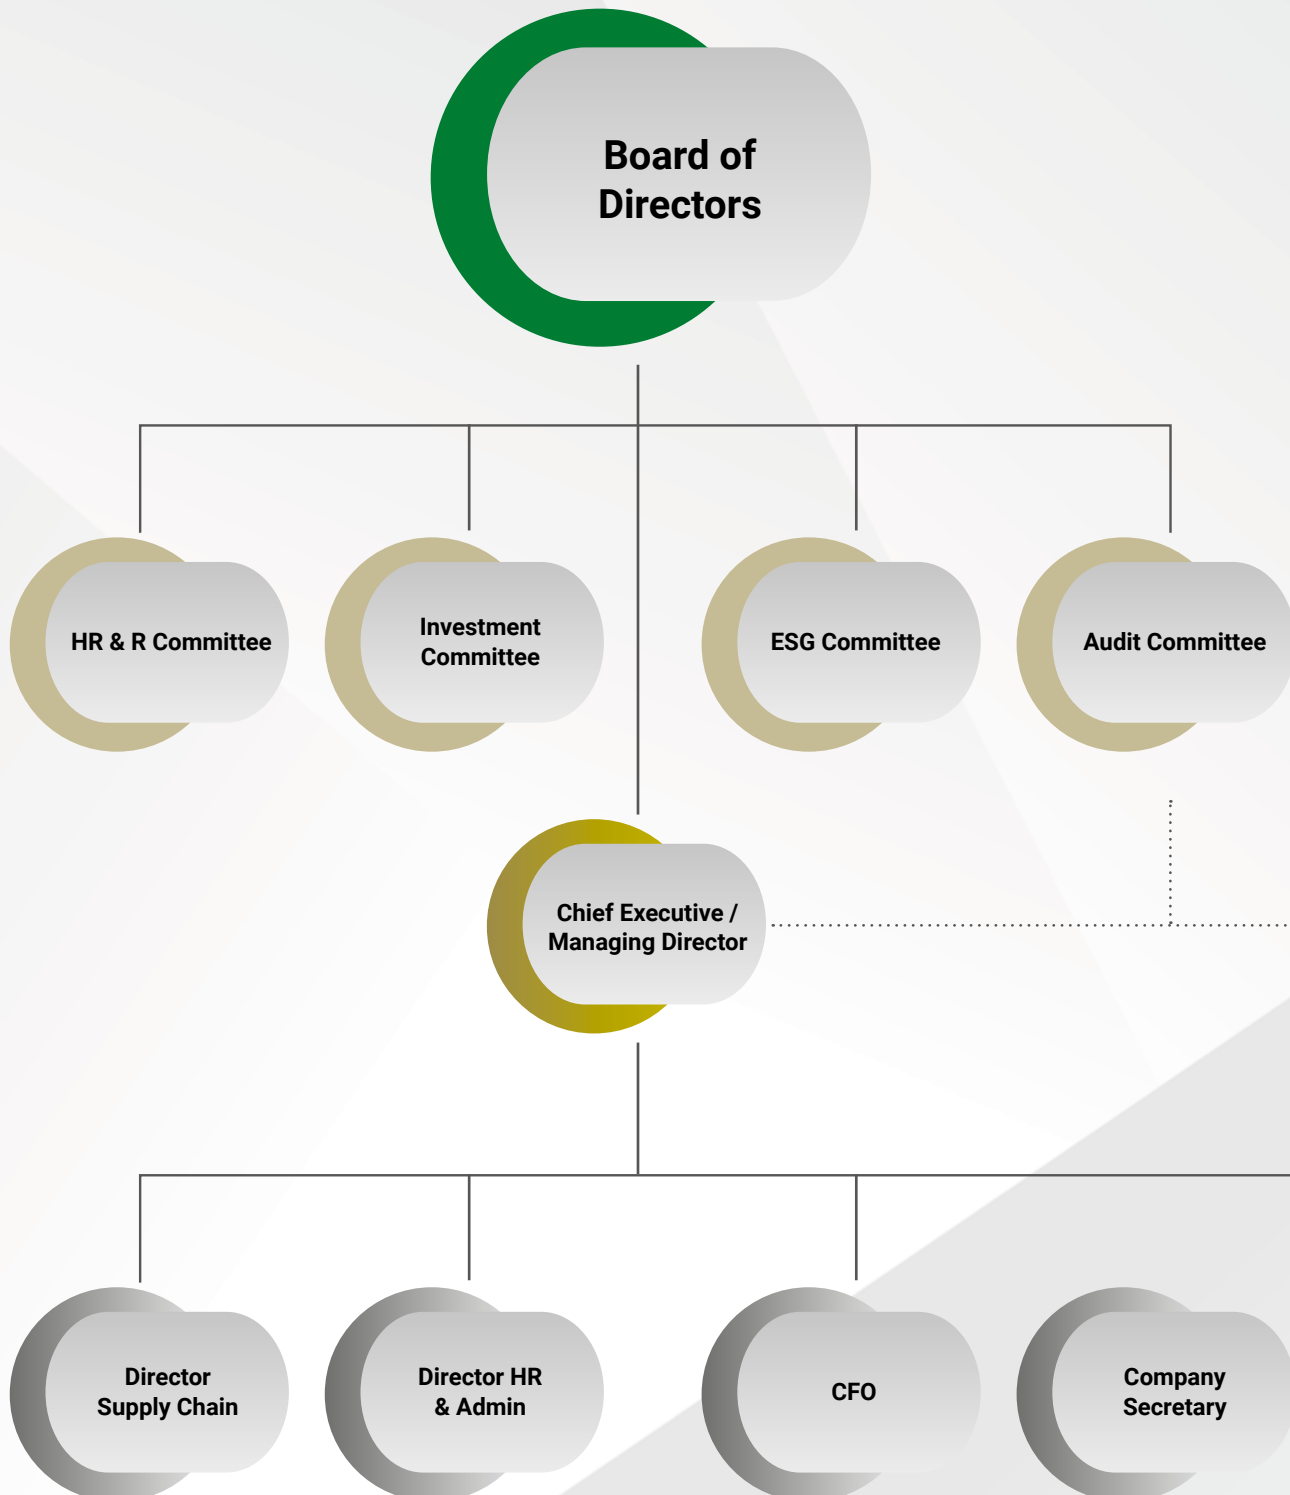 Board of
Directors
HR & R Committee
Investment
Committee
ESG Committee
Audit Committee
Chief Executive /
Managing Director
Director
Supply Chain
Director HR
& Admin
CFO
Company
Secretary